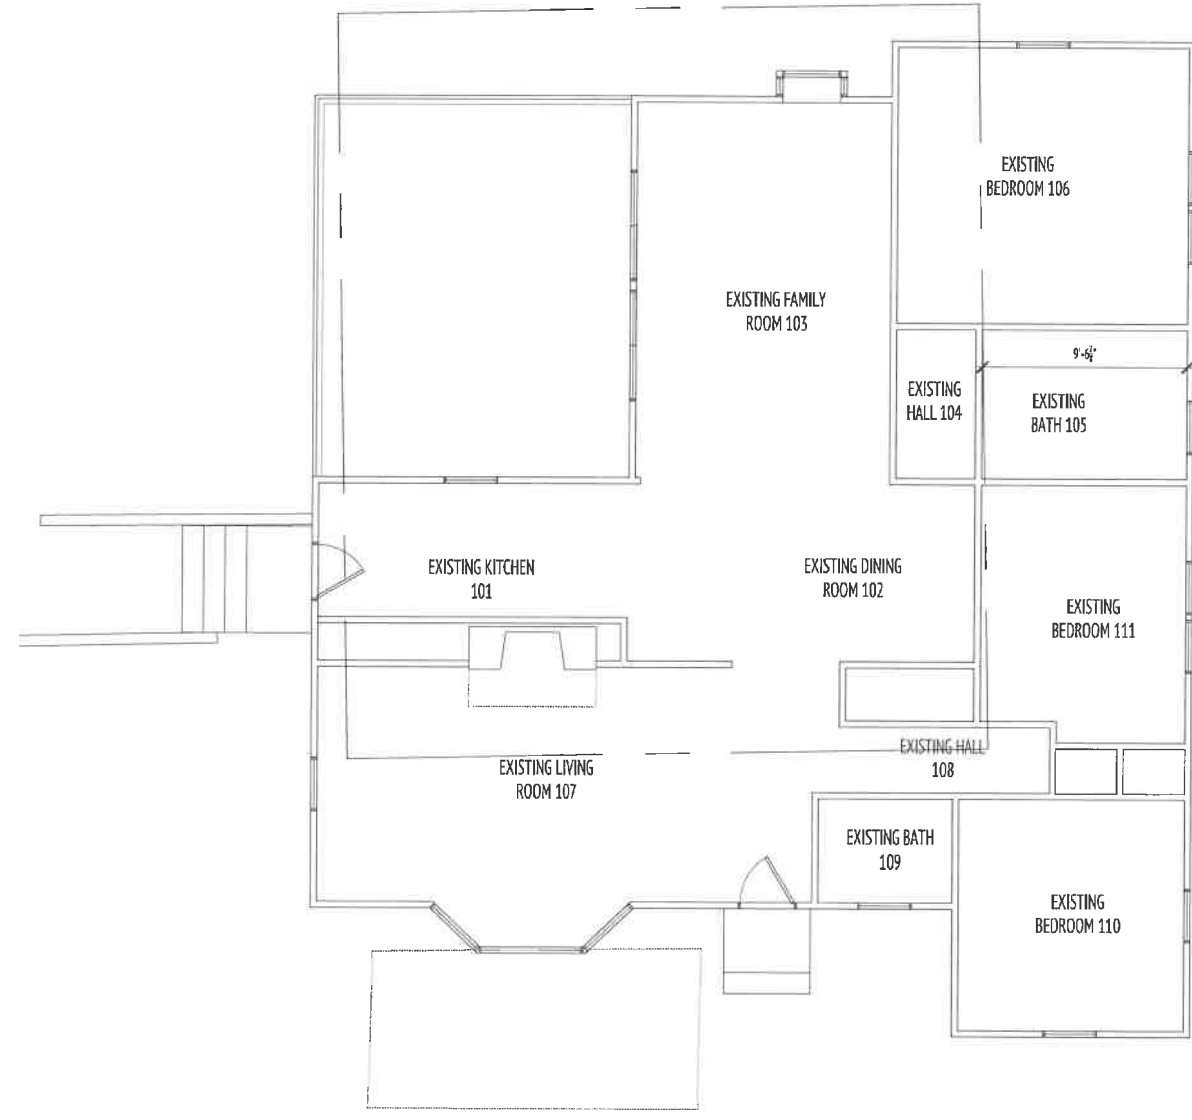 EXISTING
BEDROOM 106
EXISTING FAMILY
ROOM 103
9'-6⅞"
EXISTING
HALL 104
EXISTING
BATH 105
EXISTING KITCHEN
101
EXISTING DINING
ROOM 102
EXISTING
BEDROOM 111
EXISTING HALL
108
EXISTING LIVING
ROOM 107
EXISTING BATH
109
EXISTING
BEDROOM 110